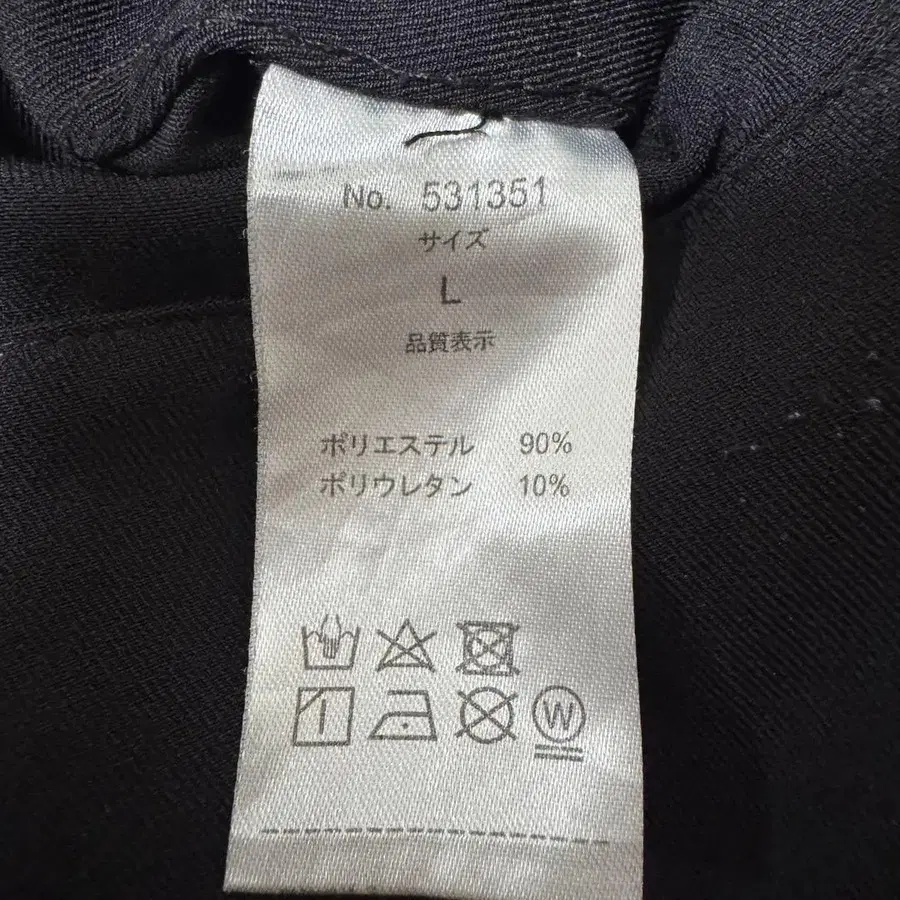 No. 531351
サイズ
L
品質表示
ポリエステル 90%
ポリウレタン 10%
W